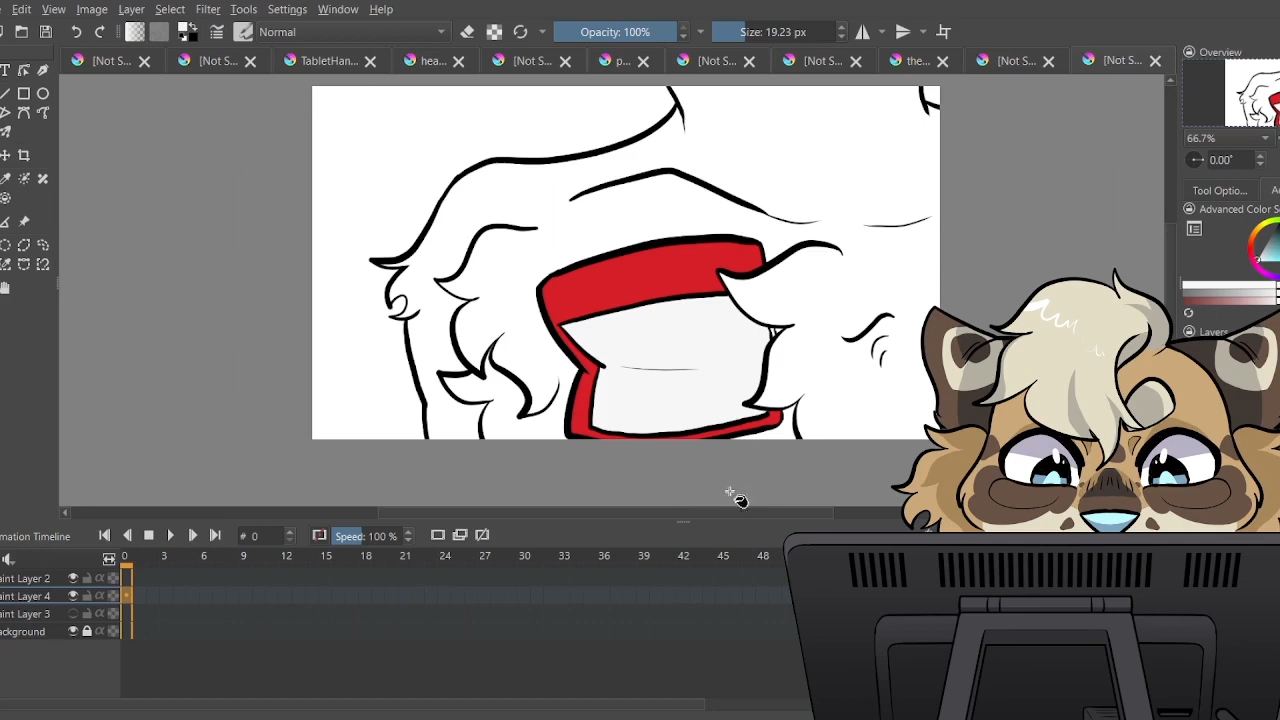 Edit View Image Layer Select Filter Tools Settings Window Help
Normal Opacity: 100% Size: 19.23 px
[Not S... [Not S... TabletHan... hea... [Not S... p... [Not S... [Not S... the... [Not S... [Not S...
Overview
66.7%
0.00°
Tool Optio...
Advanced Color S
Layers
imation Timeline # 0 Speed: 100 %
0 3 6 9 12 15 18 21 24 27 30 33 36 39 42 45 48
aint Layer 2
aint Layer 4
aint Layer 3
ackground